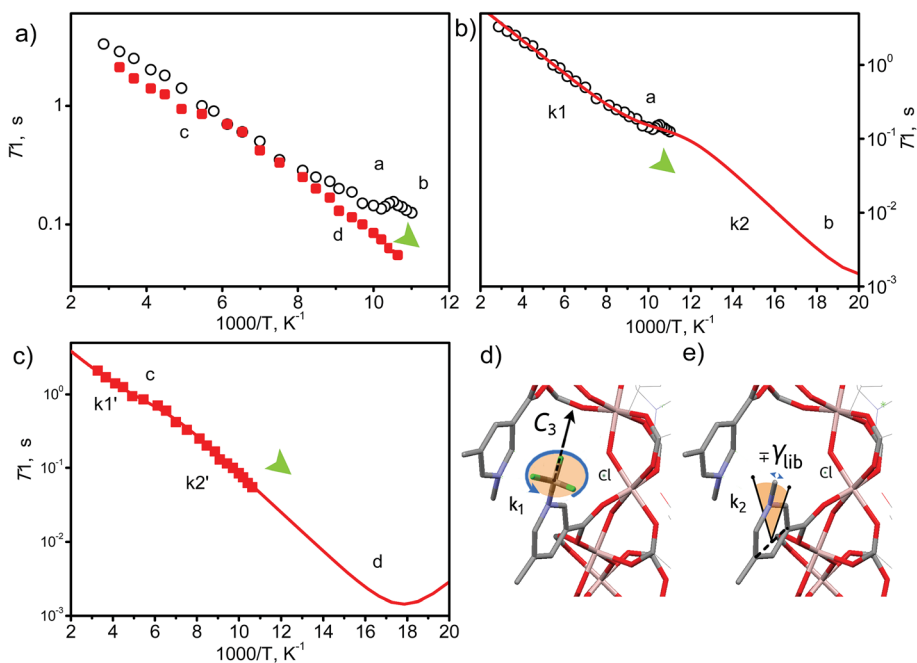 a)
1
0.1
T1, s
c
a
b
d
2
4
6
8
10
12
1000/T, K-1
b)
k1
a
k2
b
10^0
10^-1
10^-2
10^-3
T1, s
2
4
6
8
10
12
14
16
18
20
1000/T, K-1
c)
10^0
10^-1
10^-2
10^-3
T1, s
c
k1'
k2'
d
2
4
6
8
10
12
14
16
18
20
1000/T, K-1
d)
C3
k1
Cl
e)
∓γlib
k2
Cl